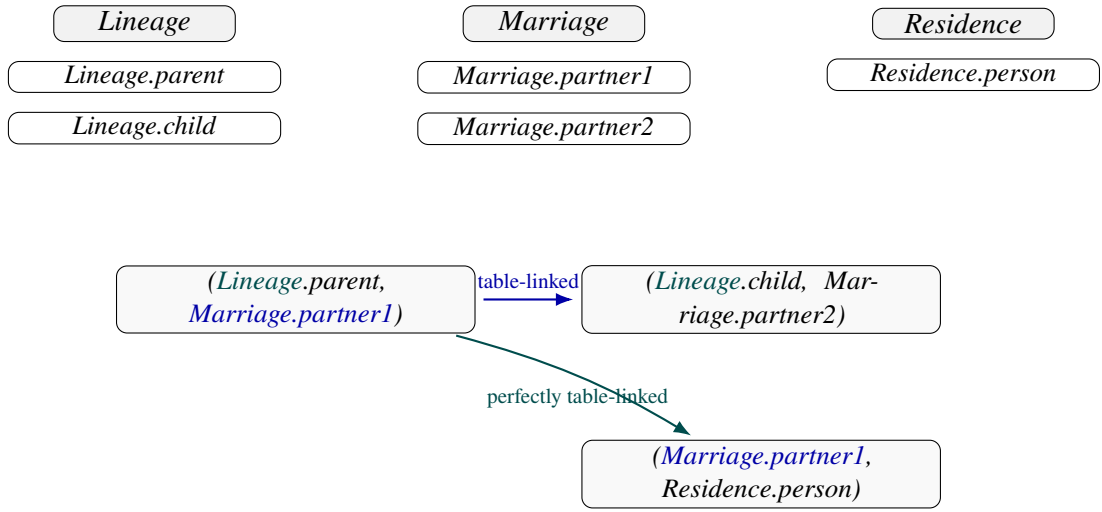 Lineage
Marriage
Residence
Lineage.parent
Marriage.partner1
Residence.person
Lineage.child
Marriage.partner2
(Lineage.parent,
Marriage.partner1)
table-linked
(Lineage.child, Mar-
riage.partner2)
perfectly table-linked
(Marriage.partner1,
Residence.person)